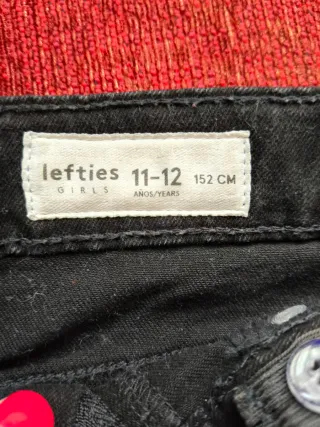 lefties
GIRLS
11-12
AÑOS/YEARS
152 CM